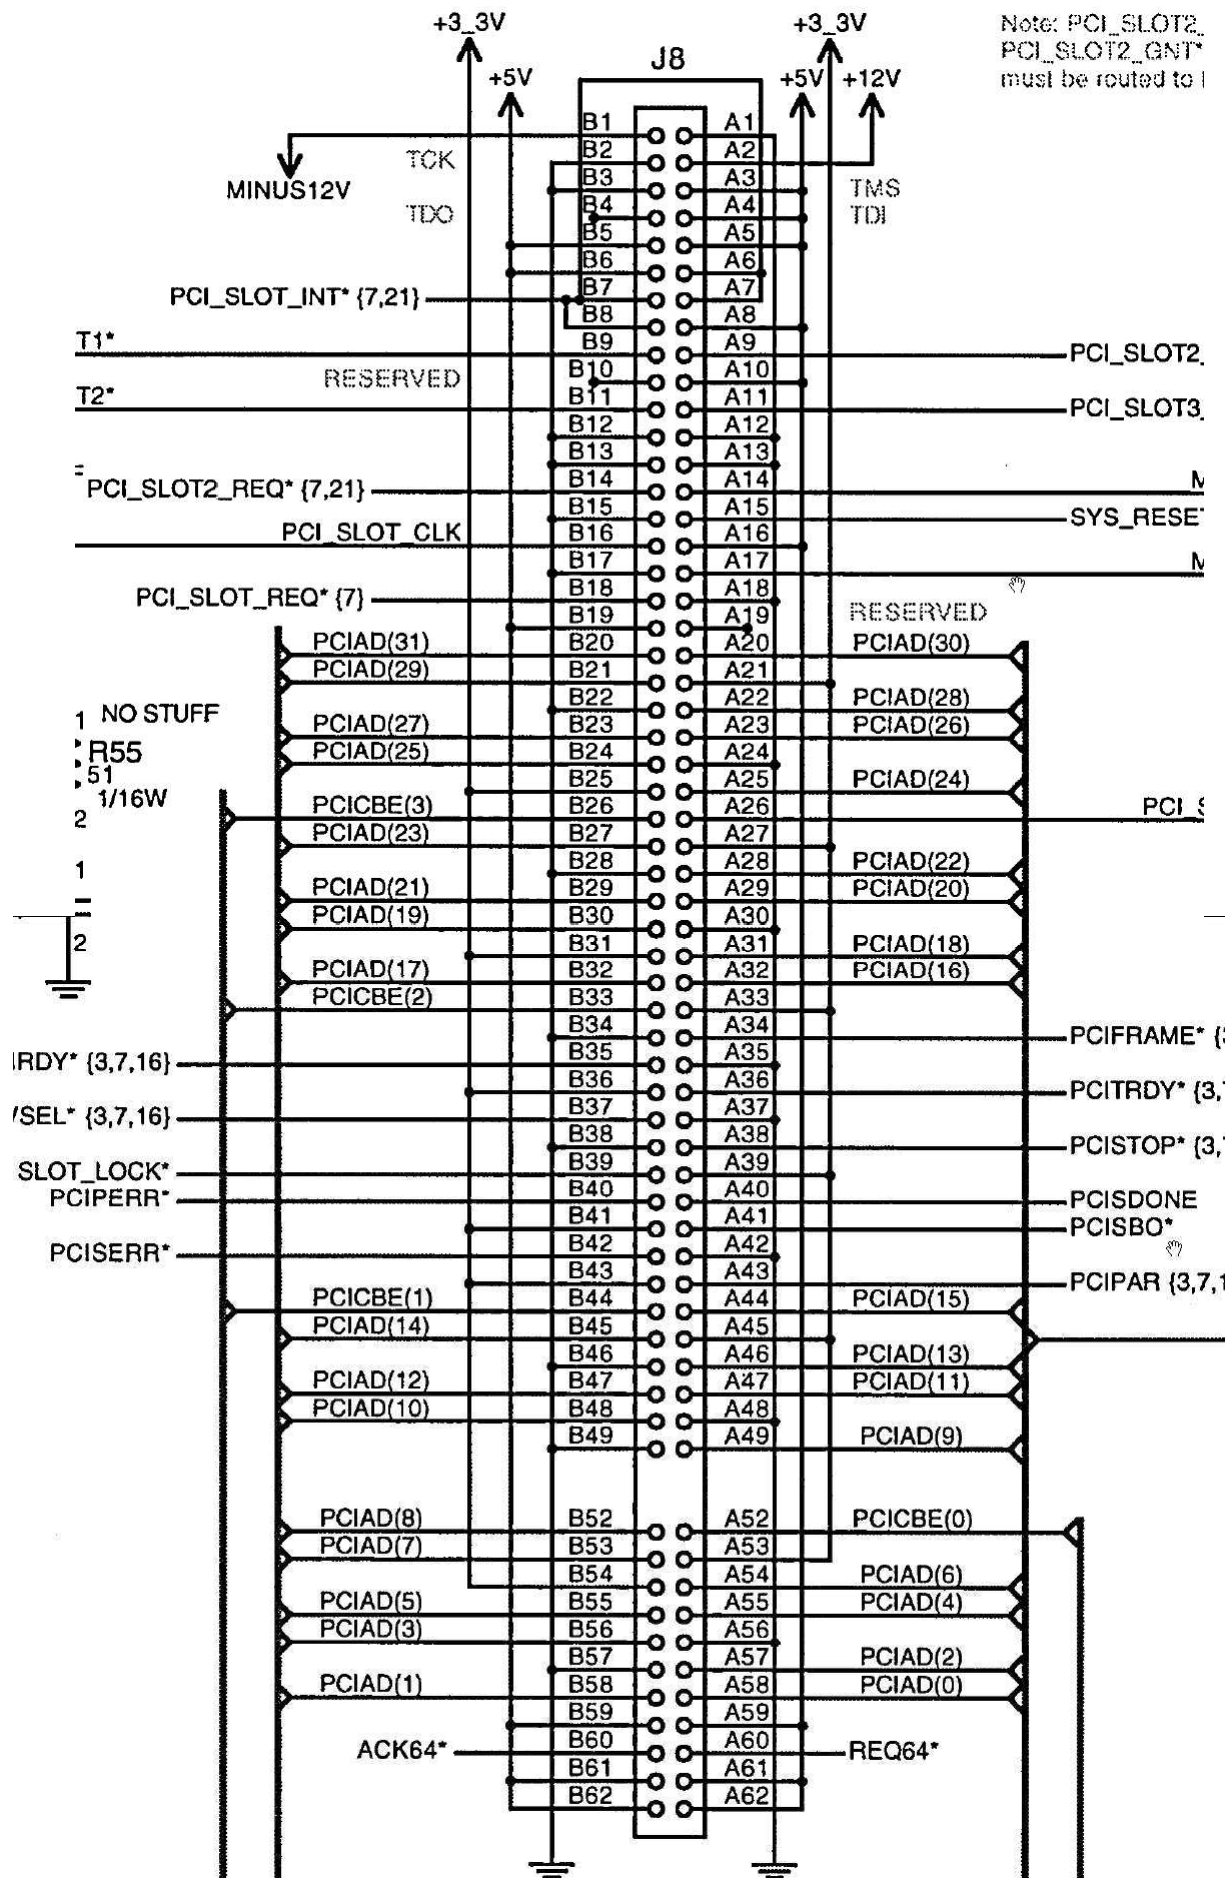 +3_3V +3_3V
Note: PCI_SLOT2_
J8
PCI_SLOT2_GNT*
+5V +5V +12V
must be routed to
B1 A1
TCK B2 A2
MINUS12V B3 A3 TMS
TDO B4 A4 TDI
B5 A5
B6 A6
PCI_SLOT_INT* {7,21} B7 A7
B8 A8
T1* B9 A9 PCI_SLOT2_
RESERVED B10 A10
T2* B11 A11 PCI_SLOT3_
B12 A12
B13 A13
PCI_SLOT2_REQ* {7,21} B14 A14 M
B15 A15 SYS_RESET
PCI_SLOT_CLK B16 A16
B17 A17 M
PCI_SLOT_REQ* {7} B18 A18
B19 A19 RESERVED
PCIAD(31) B20 A20 PCIAD(30)
PCIAD(29) B21 A21
B22 A22 PCIAD(28)
1 NO STUFF
PCIAD(27) B23 A23 PCIAD(26)
R55
PCIAD(25) B24 A24
51
B25 A25 PCIAD(24)
1/16W
2
PCICBE(3) B26 A26 PCI_S
PCIAD(23) B27 A27
1
B28 A28 PCIAD(22)
PCIAD(21) B29 A29 PCIAD(20)
PCIAD(19) B30 A30
2
B31 A31 PCIAD(18)
PCIAD(17) B32 A32 PCIAD(16)
PCICBE(2) B33 A33
B34 A34 PCIFRAME* {3
IRDY* {3,7,16} B35 A35
B36 A36 PCITRDY* {3,7
VSEL* {3,7,16} B37 A37
B38 A38 PCISTOP* {3,7
SLOT_LOCK* B39 A39
PCIPERR* B40 A40 PCISDONE
B41 A41 PCISBO*
PCISERR* B42 A42
B43 A43 PCIPAR {3,7,1
PCICBE(1) B44 A44 PCIAD(15)
PCIAD(14) B45 A45
B46 A46 PCIAD(13)
PCIAD(12) B47 A47 PCIAD(11)
PCIAD(10) B48 A48
B49 A49 PCIAD(9)
PCIAD(8) B52 A52 PCICBE(0)
PCIAD(7) B53 A53
B54 A54 PCIAD(6)
PCIAD(5) B55 A55 PCIAD(4)
PCIAD(3) B56 A56
B57 A57 PCIAD(2)
PCIAD(1) B58 A58 PCIAD(0)
B59 A59
ACK64* B60 A60 REQ64*
B61 A61
B62 A62